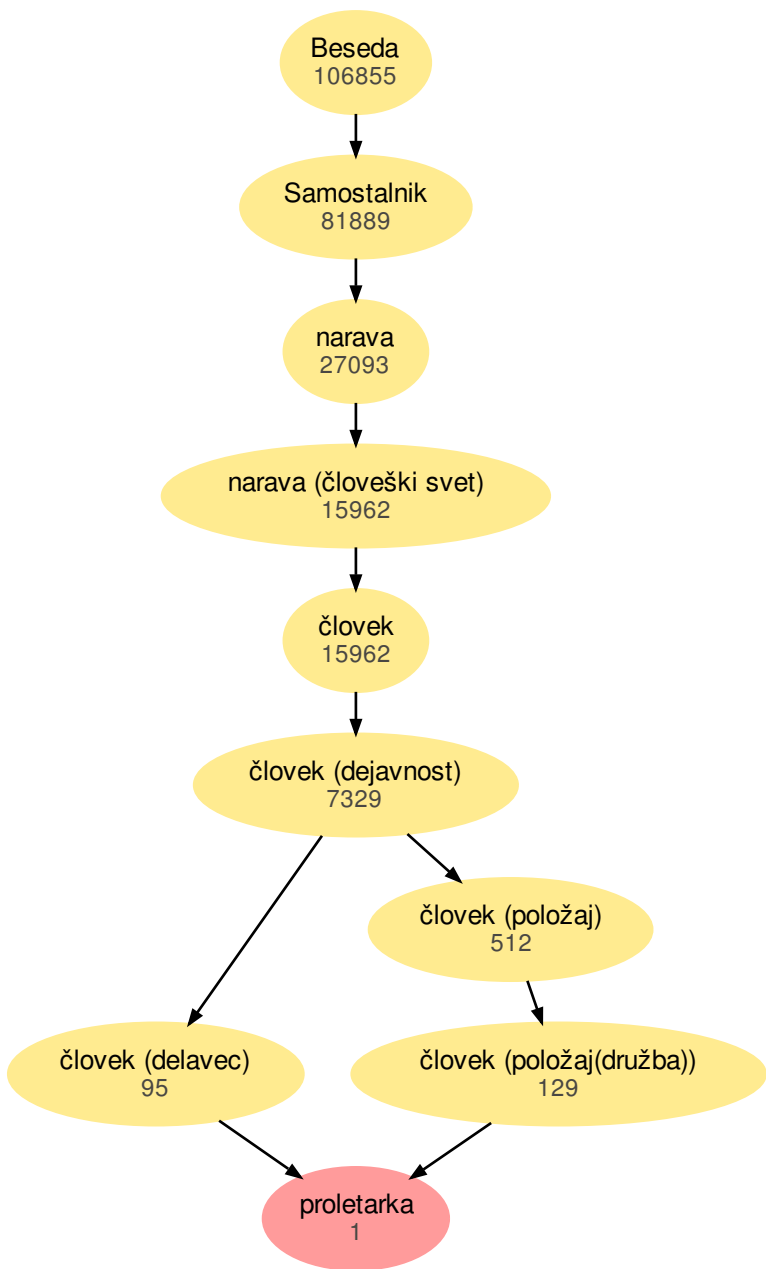 Beseda
106855
Samostalnik
81889
narava
27093
narava (človeški svet)
15962
človek
15962
človek (dejavnost)
7329
človek (položaj)
512
človek (delavec)
95
človek (položaj(družba))
129
proletarka
1